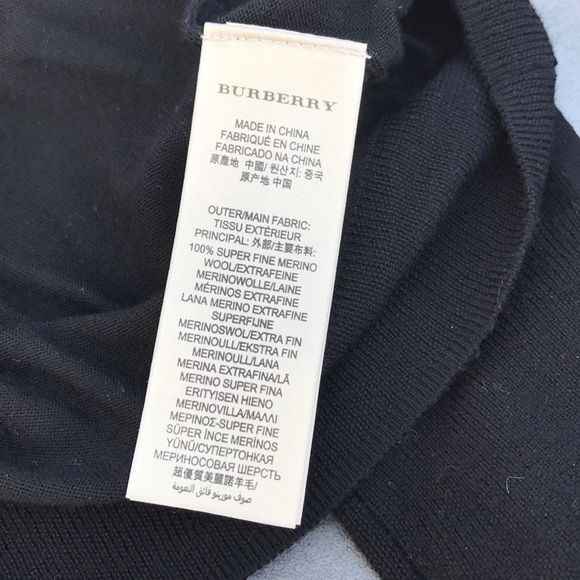 BURBERRY
MADE IN CHINA
FABRIQUÉ EN CHINE
FABRICADO NA CHINA
原產地 中國/ 원산지: 중국
原产地 中国
OUTER/MAIN FABRIC:
TISSU EXTÉRIEUR
PRINCIPAL: 外部/主要布料:
100% SUPER FINE MERINO
WOOL/EXTRAFEINE
MERINOWOLLE/LAINE
MÉRINOS EXTRAFINE
LANA MERINO EXTRAFINE
SUPERFIJNE
MERINOSWOL/EXTRA FIN
MERINOULL/EKSTRA FIN
MERINOULL/LANA
MERINA EXTRAFINA/LÃ
MERINO SUPER FINA
ERITYISEN HIENO
MERINOVILLA/ΜΑΛΛΙ
ΜΕΡΙΝΟΣ-SUPER FINE
SÜPER İNCE MERİNOS
YÜNÜ/СУПЕРТОНКАЯ
МЕРИНОСОВАЯ ШЕРСТЬ
超優質美麗諾羊毛/
صوف مورينو فائق النعومة